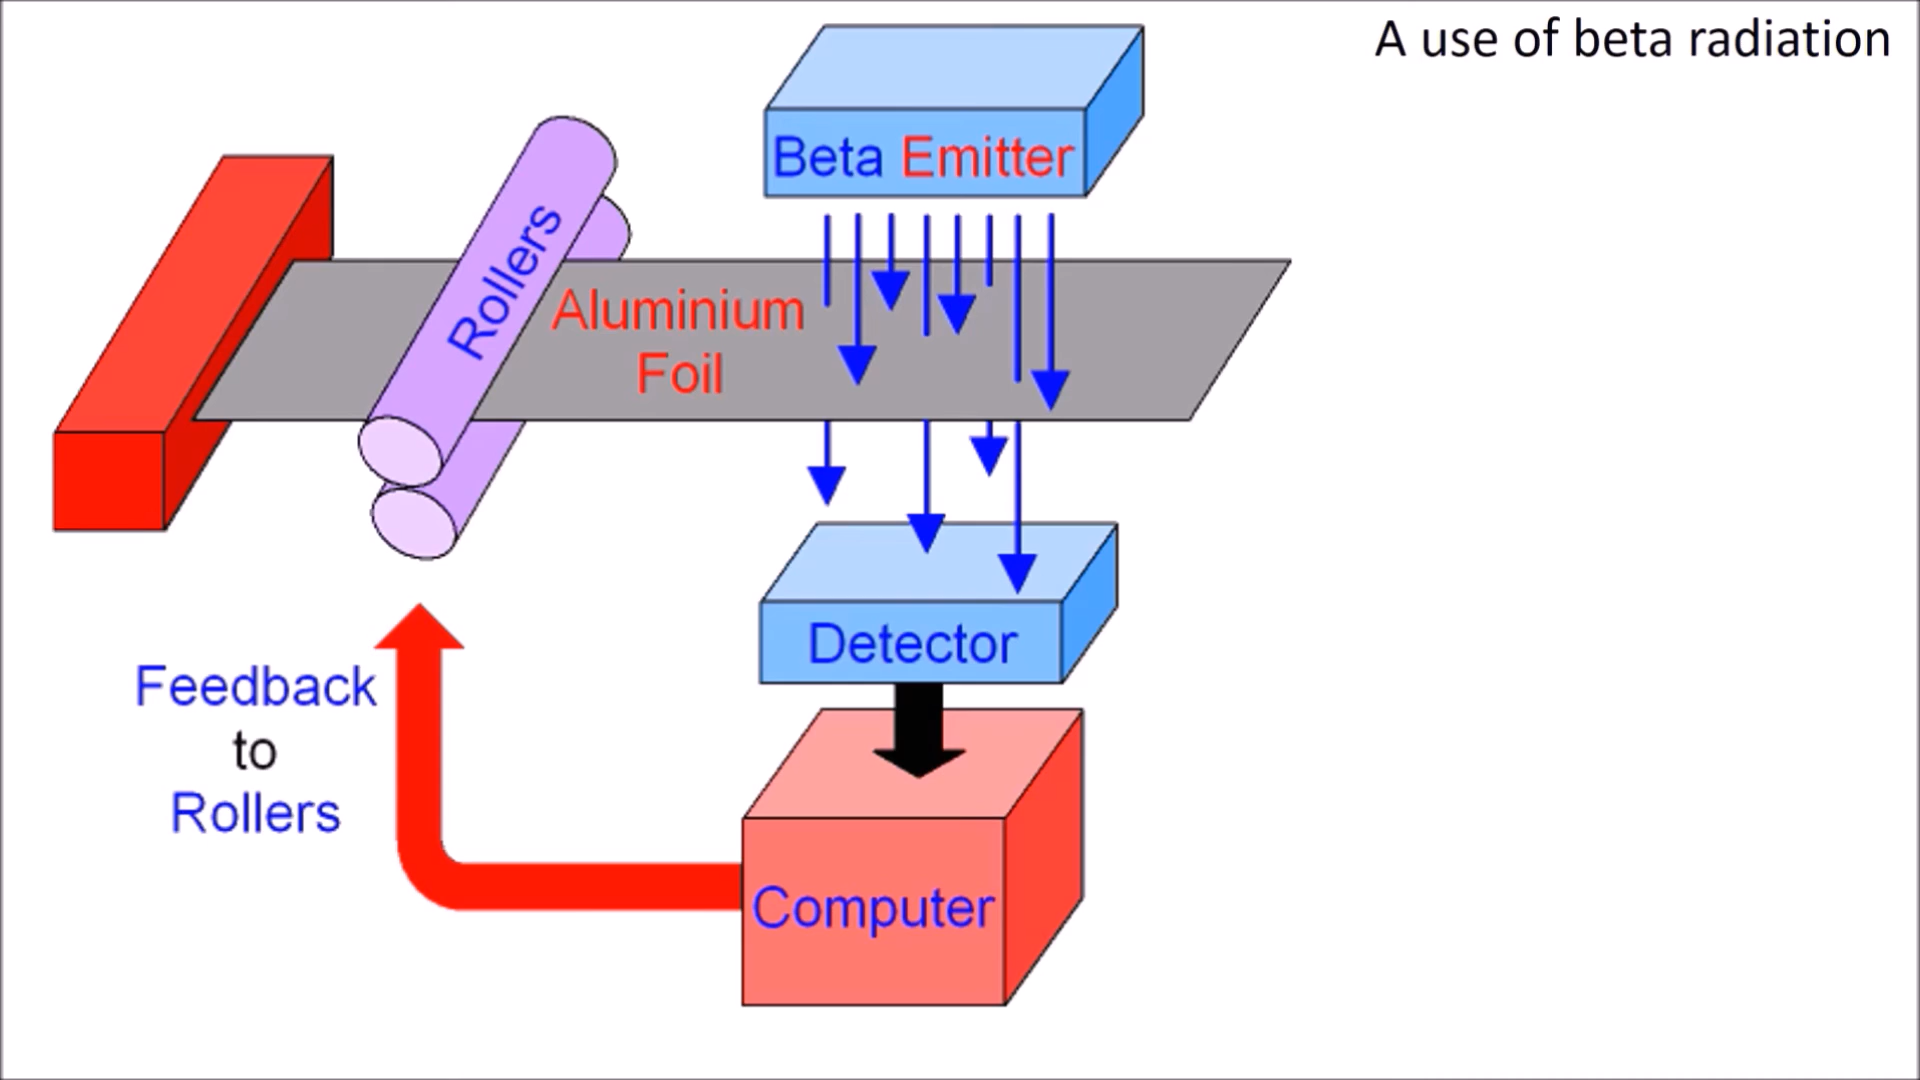 A use of beta radiation
Beta Emitter
Rollers
Aluminium
Foil
Detector
Feedback
to
Rollers
Computer